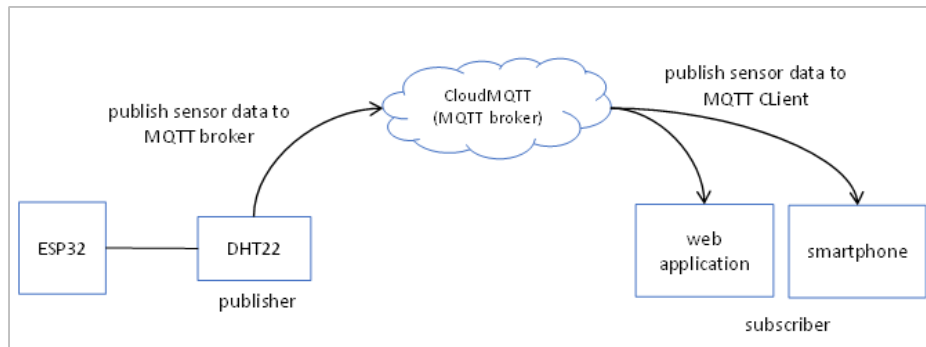 publish sensor data to
MQTT broker
CloudMQTT
(MQTT broker)
publish sensor data to
MQTT CLient
ESP32
DHT22
publisher
web
application
smartphone
subscriber